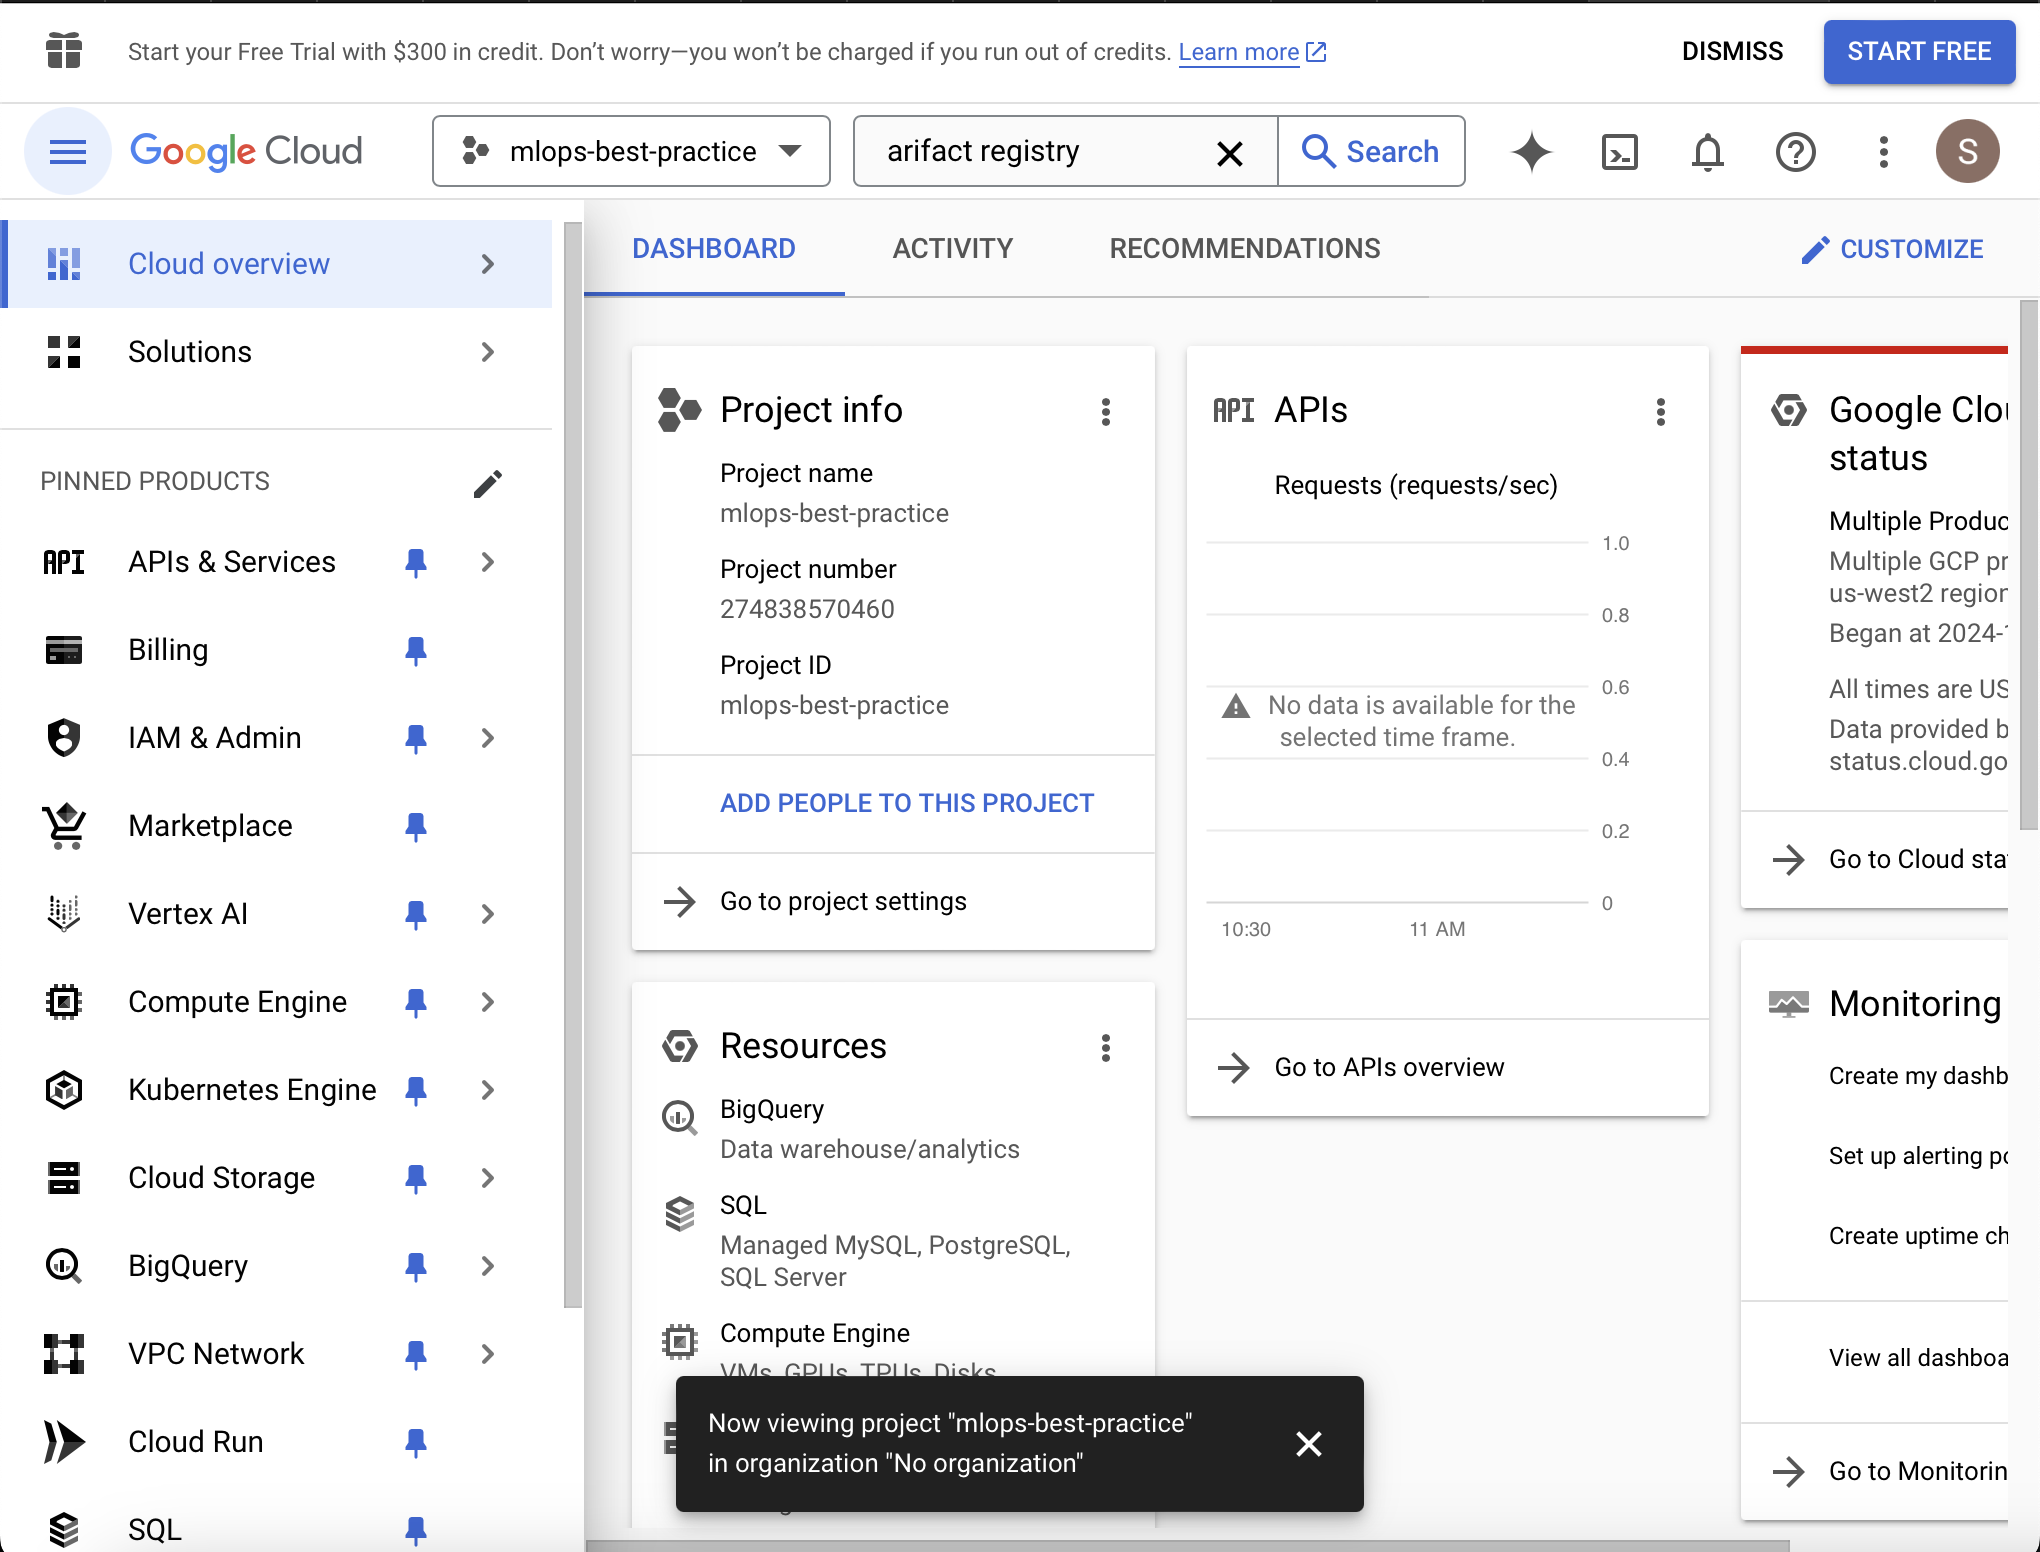 Start your Free Trial with $300 in credit. Don’t worry—you won’t be charged if you run out of credits. Learn more
DISMISS
START FREE
Google Cloud
mlops-best-practice
arifact registry
Search
S
Cloud overview
Solutions
PINNED PRODUCTS
API
APIs & Services
Billing
IAM & Admin
Marketplace
Vertex AI
Compute Engine
Kubernetes Engine
Cloud Storage
BigQuery
VPC Network
Cloud Run
SQL
DASHBOARD
ACTIVITY
RECOMMENDATIONS
CUSTOMIZE
Project info
Project name
mlops-best-practice
Project number
274838570460
Project ID
mlops-best-practice
ADD PEOPLE TO THIS PROJECT
Go to project settings
Resources
BigQuery
Data warehouse/analytics
SQL
Managed MySQL, PostgreSQL,
SQL Server
Compute Engine
VMs, GPUs, TPUs, Disks
API APIs
Requests (requests/sec)
1.0
0.8
0.6
No data is available for the
selected time frame.
0.4
0.2
0
10:30
11 AM
Go to APIs overview
Google Clou
status
Multiple Produc
Multiple GCP pr
us-west2 region
Began at 2024-
All times are US
Data provided b
status.cloud.go
Go to Cloud sta
Monitoring
Create my dashb
Set up alerting po
Create uptime ch
View all dashboa
Go to Monitorin
Now viewing project "mlops-best-practice"
in organization "No organization"